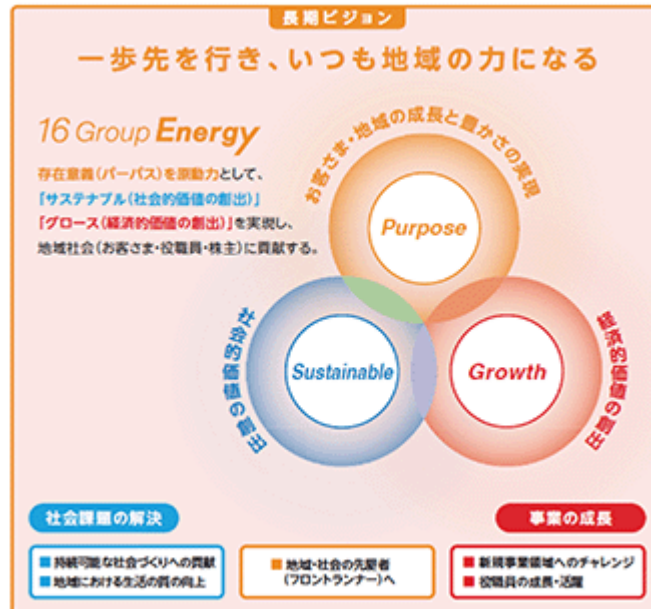 長期ビジョン
一歩先を行き、いつも地域の力になる
16 Group Energy
存在意義(パーパス)を原動力として、
「サステナブル(社会的価値の創出)」
「グロース(経済的価値の創出)」を実現し、
地域社会(お客さま・役職員・株主)に貢献する。
お客さま・地域の成長と豊かさの実現
Purpose
社会的価値の創出
Sustainable
Growth
経済的価値の創出
社会課題の解決
事業の成長
■ 持続可能な社会づくりへの貢献
■ 地域における生活の質の向上
■ 地域・社会の先駆者
(フロントランナー)へ
■ 新規事業領域へのチャレンジ
■ 役職員の成長・活躍